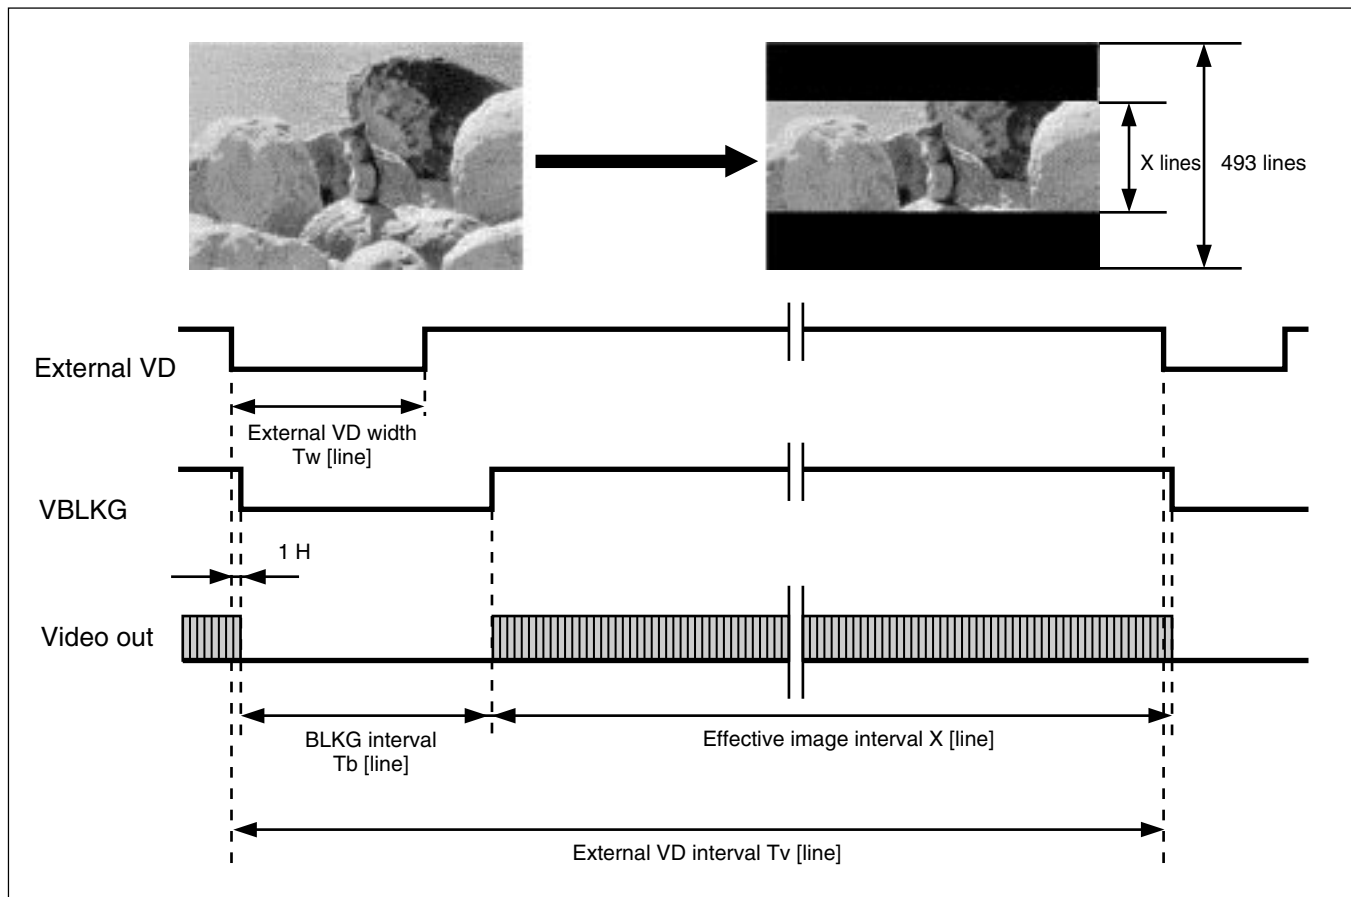 X lines
493 lines
External VD
External VD width
Tw [line]
VBLKG
1 H
Video out
BLKG interval
Tb [line]
Effective image interval X [line]
External VD interval Tv [line]